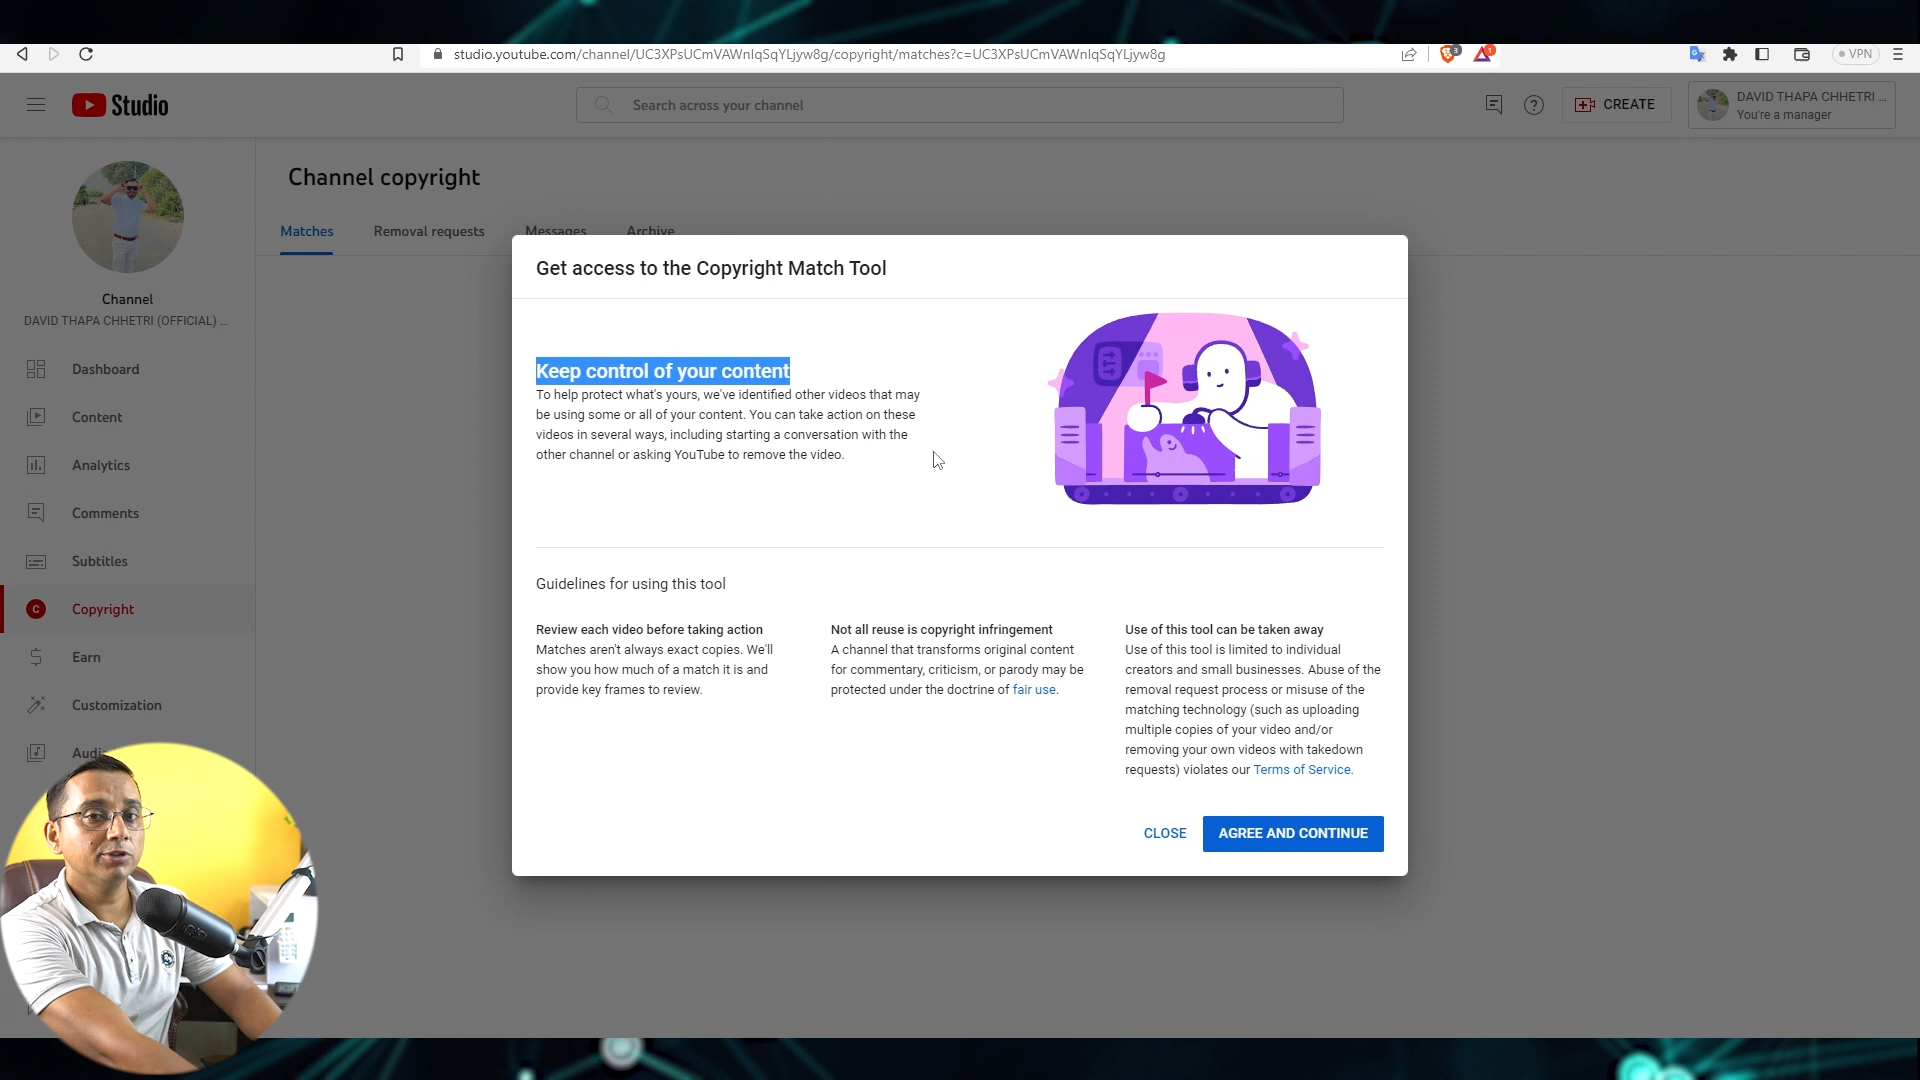 studio.youtube.com/channel/UC3XPsUCmVAWnIqSqYLjyw8g/copyright/matches?c=UC3XPsUCmVAWnIqSqYLjyw8g
3
1
VPN
Studio
Search across your channel
CREATE
DAVID THAPA CHHETRI ...
You're a manager
Channel
DAVID THAPA CHHETRI (OFFICIAL) ...
Dashboard
Content
Analytics
Comments
Subtitles
Copyright
Earn
Customization
Channel copyright
Matches
Removal requests
Messages
Archive
Get access to the Copyright Match Tool
Keep control of your content
To help protect what's yours, we've identified other videos that may
be using some or all of your content. You can take action on these
videos in several ways, including starting a conversation with the
other channel or asking YouTube to remove the video.
Guidelines for using this tool
Review each video before taking action
Matches aren't always exact copies. We'll
show you how much of a match it is and
provide key frames to review.
Not all reuse is copyright infringement
A channel that transforms original content
for commentary, criticism, or parody may be
protected under the doctrine of fair use.
Use of this tool can be taken away
Use of this tool is limited to individual
creators and small businesses. Abuse of the
removal request process or misuse of the
matching technology (such as uploading
multiple copies of your video and/or
removing your own videos with takedown
requests) violates our Terms of Service.
CLOSE
AGREE AND CONTINUE